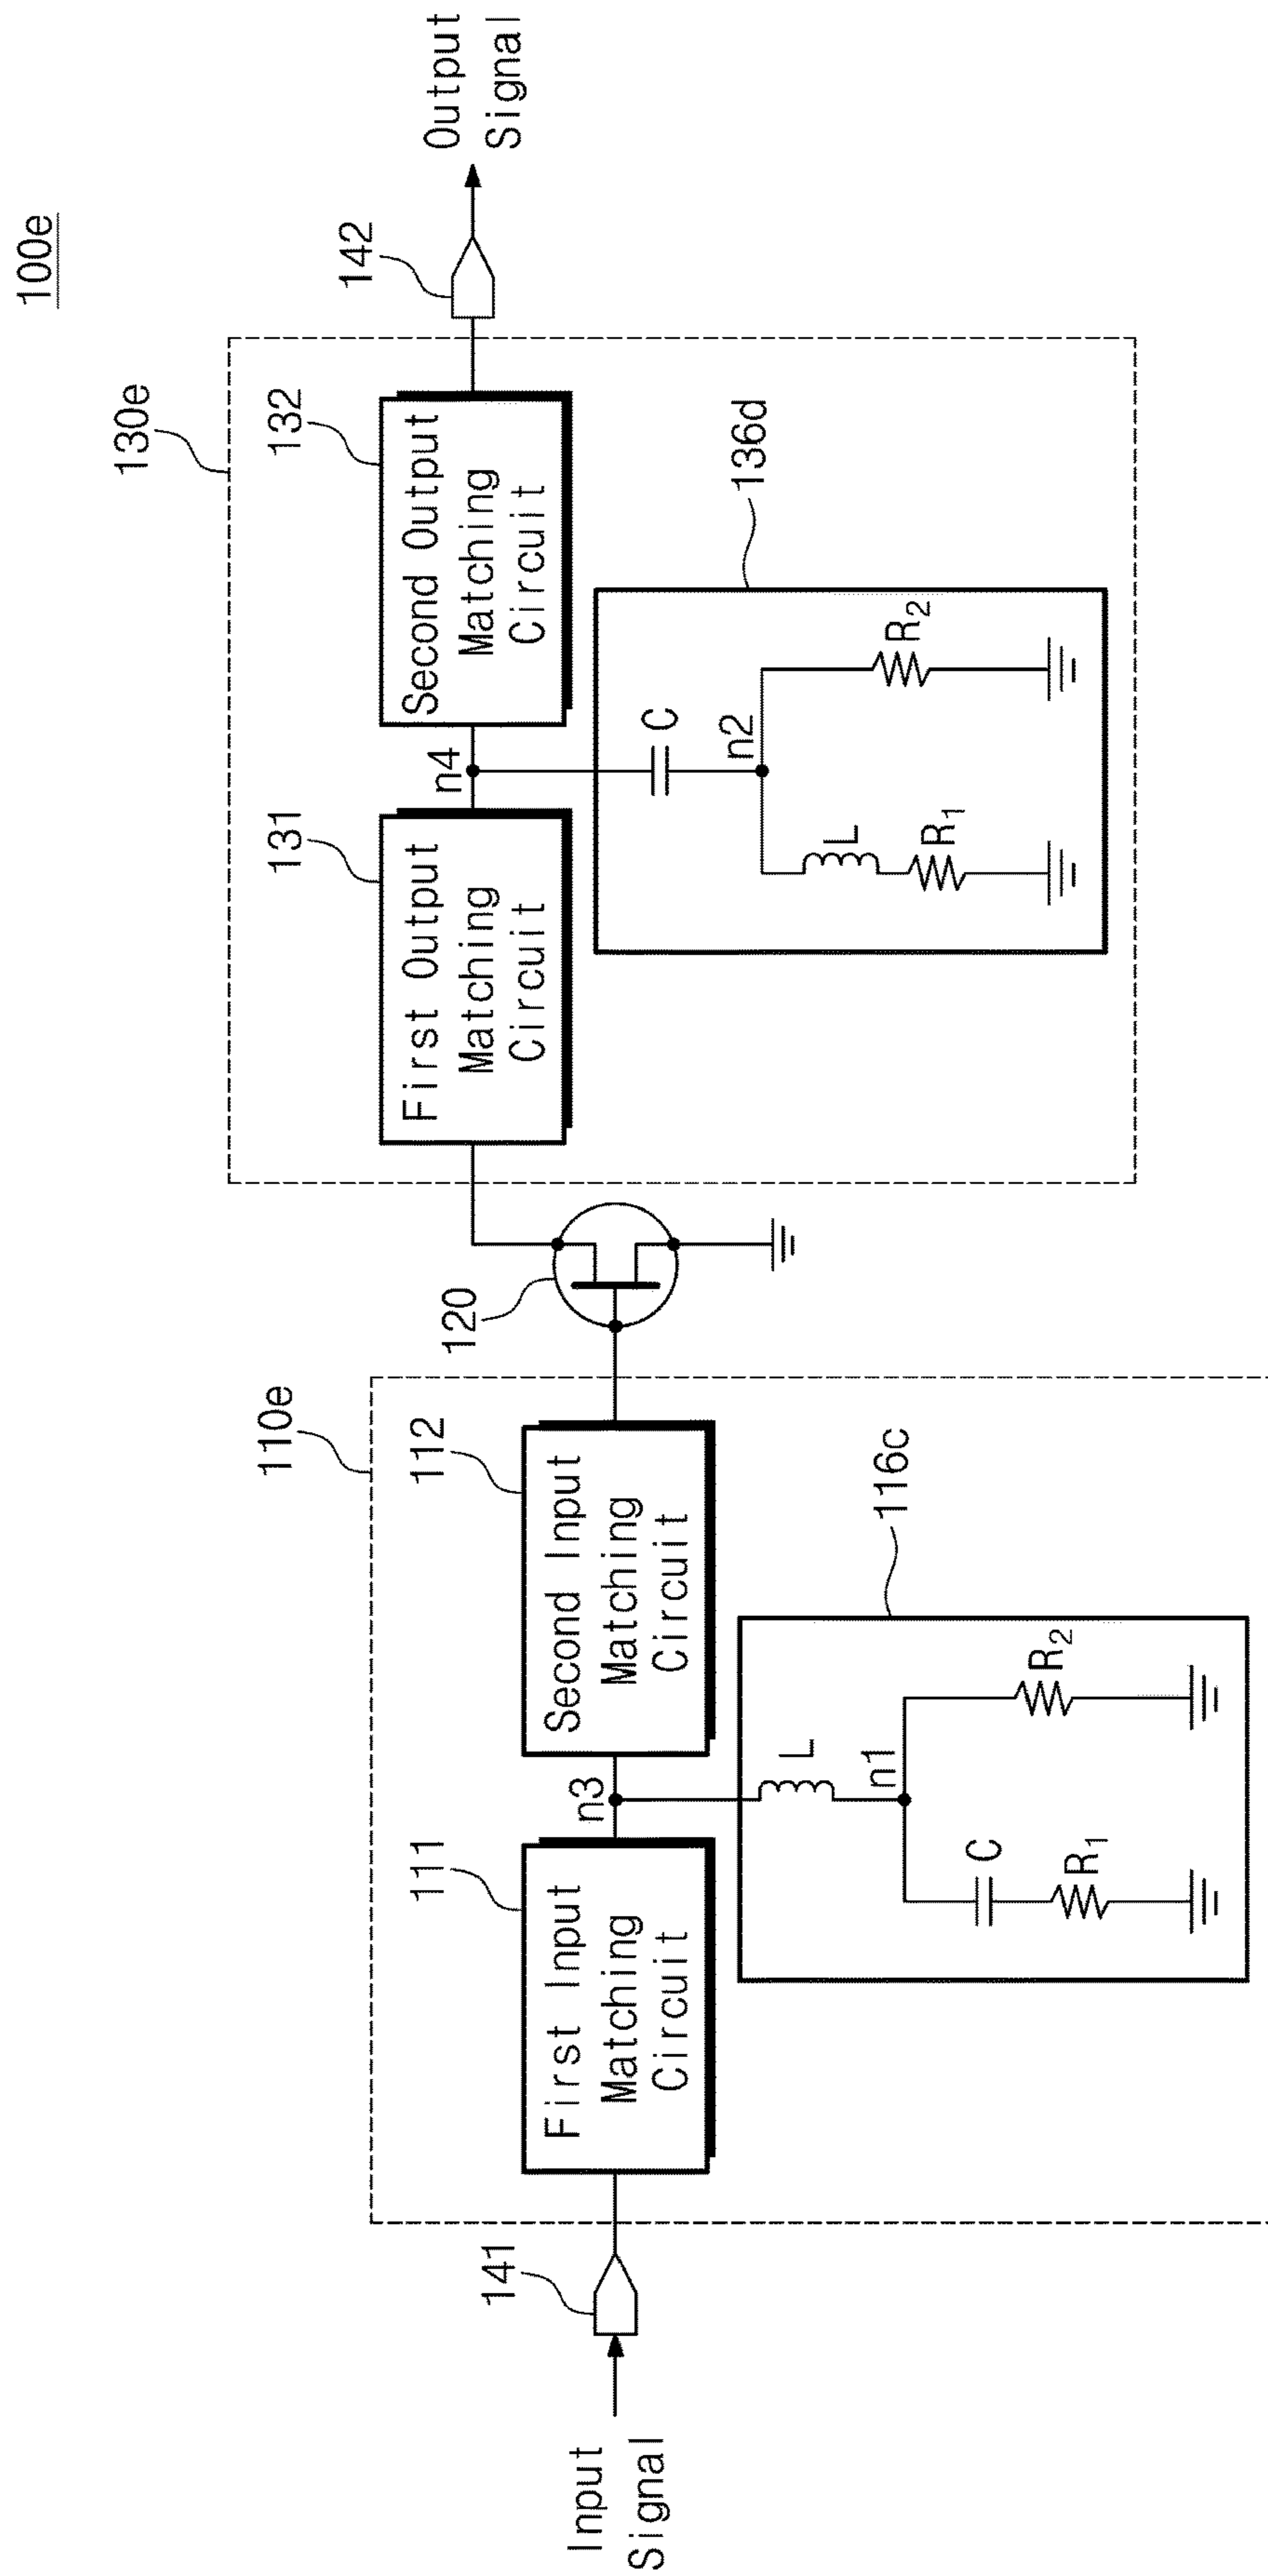 100e
130e
142
Output
Signal
131
132
First Output
Matching
Circuit
n4
Second Output
Matching
Circuit
136d
C
n2
L
R1
R2
120
110e
111
112
Input
Signal
141
First Input
Matching
Circuit
n3
Second Input
Matching
Circuit
116c
L
n1
C
R1
R2